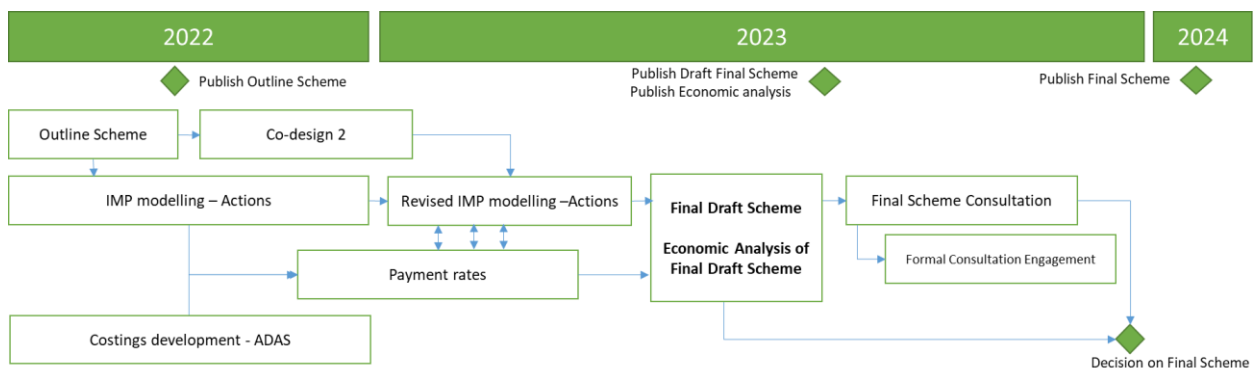 2022
2023
2024
Publish Outline Scheme
Publish Draft Final Scheme
Publish Economic analysis
Publish Final Scheme
Outline Scheme
Co-design 2
IMP modelling – Actions
Revised IMP modelling –Actions
Final Draft Scheme
Economic Analysis of
Final Draft Scheme
Final Scheme Consultation
Formal Consultation Engagement
Payment rates
Costings development - ADAS
Decision on Final Scheme